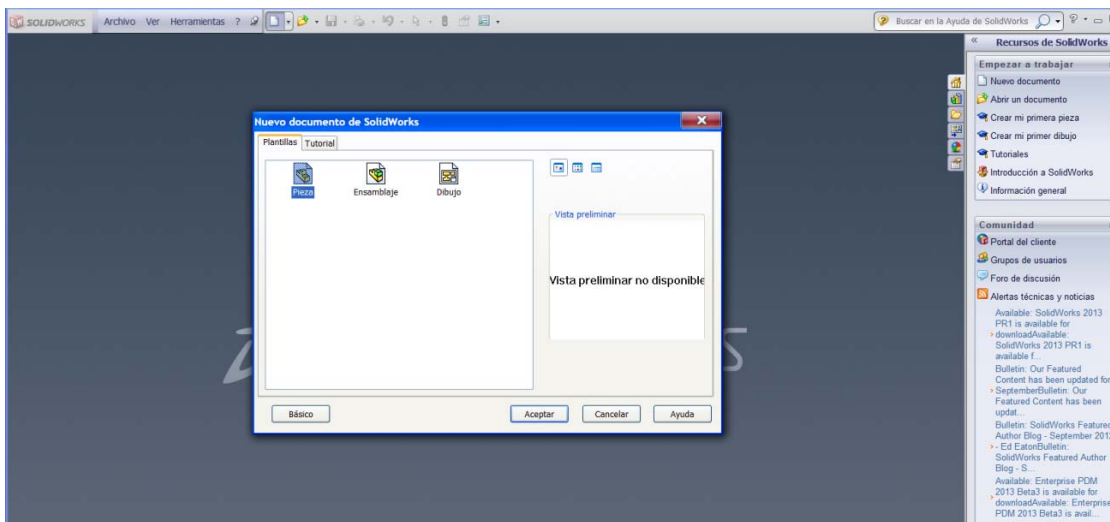 SOLIDWORKS Archivo Ver Herramientas ? Buscar en la Ayuda de SolidWorks
Recursos de SolidWorks
Empezar a trabajar
Nuevo documento
Abrir un documento
Crear mi primera pieza
Crear mi primer dibujo
Tutoriales
Introducción a SolidWorks
Información general
Comunidad
Portal del cliente
Grupos de usuarios
Foro de discusión
Alertas técnicas y noticias
Available: SolidWorks 2013
PR1 is available for
downloadAvailable:
SolidWorks 2013 PR1 is
available f...
Bulletin: Our Featured
Content has been updated for
SeptemberBulletin: Our
Featured Content has been
updat...
Bulletin: SolidWorks Featured
Author Blog - September 201
- Ed EatonBulletin:
SolidWorks Featured Author
Blog - S...
Available: Enterprise PDM
2013 Beta3 is available for
downloadAvailable: Enterprise
PDM 2013 Beta3 is avail...
Nuevo documento de SolidWorks
Plantillas Tutorial
Pieza Ensamblaje Dibujo
Vista preliminar
Vista preliminar no disponible
Básico Aceptar Cancelar Ayuda